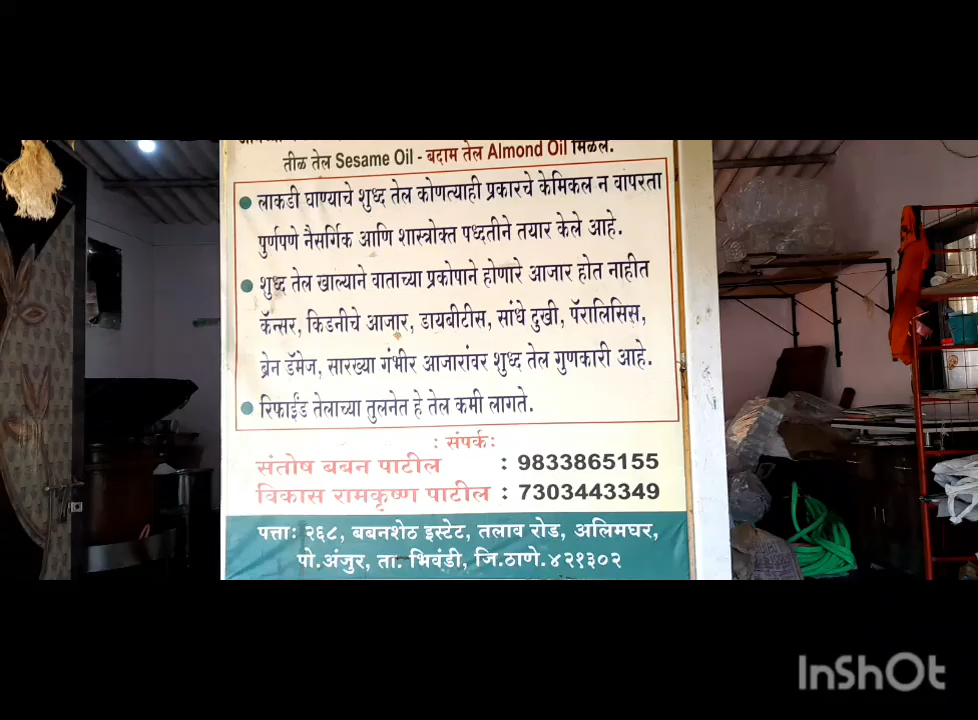 तीळ तेल Sesame Oil - बदाम तेल Almond Oil मिळेल.
लाकडी घाण्याचे शुध्द तेल कोणत्याही प्रकारचे केमिकल न वापरता
पुर्णपणे नैसर्गिक आणि शास्त्रोक्त पध्दतीने तयार केले आहे.
शुध्द तेल खाल्याने वाताच्या प्रकोपाने होणारे आजार होत नाहीत
कॅन्सर, किडनीचे आजार, डायबीटीस, सांधे दुखी, पॅरालिसिस,
ब्रेन डॅमेज, सारख्या गंभीर आजारांवर शुध्द तेल गुणकारी आहे.
रिफाईंड तेलाच्या तुलनेत हे तेल कमी लागते.
: संपर्क:
संतोष बबन पाटील : 9833865155
विकास रामकृष्ण पाटील : 7303443349
पत्ताः २६८, बबनशेठ इस्टेट, तलाव रोड, अलिमघर,
पो.अंजुर, ता. भिवंडी, जि.ठाणे.४२१३०२
InShOt